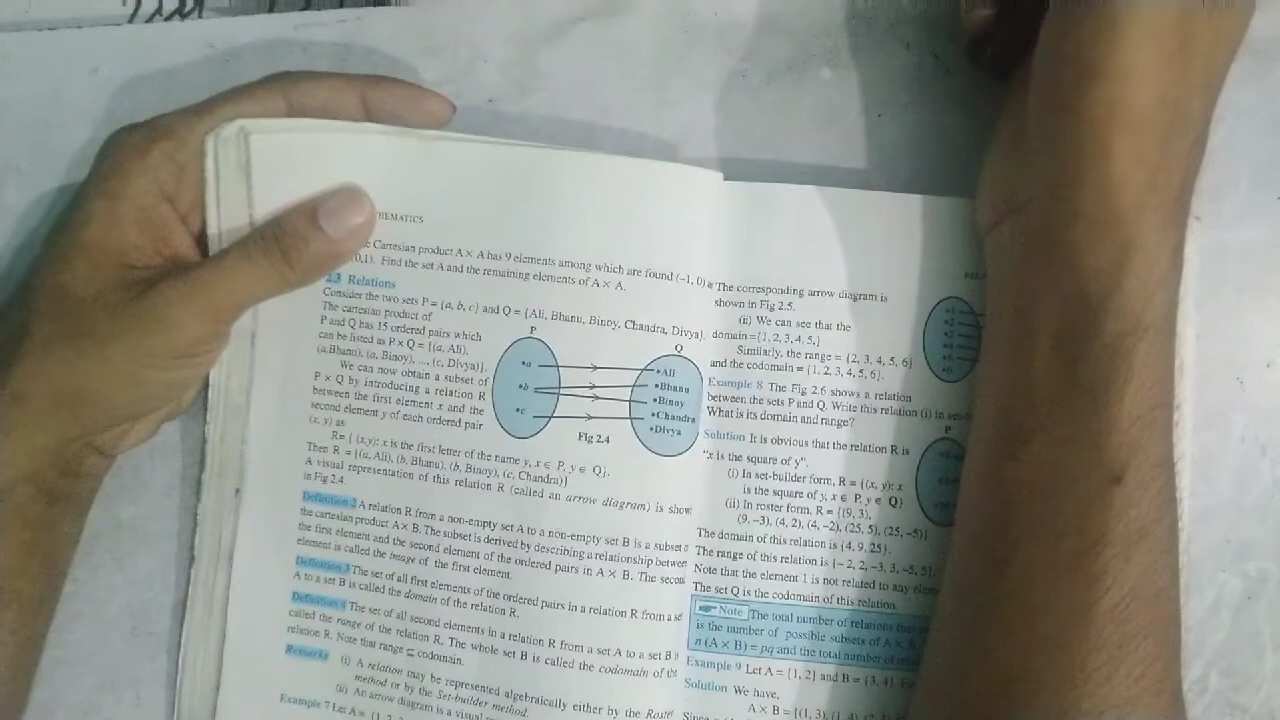 HEMATICS
Cartesian product A × A has 9 elements among which are found (–1, 0)
(0,1). Find the set A and the remaining elements of A × A.
2.3 Relations
Consider the two sets P = {a, b, c} and Q = {Ali, Bhanu, Binoy, Chandra, Divya}.
The cartesian product of
P and Q has 15 ordered pairs which
can be listed as P × Q = {(a, Ali),
(a,Bhanu), (a, Binoy), ..., (c, Divya)}.
We can now obtain a subset of
P × Q by introducing a relation R
between the first element x and the
second element y of each ordered pair
(x, y) as
P
Q
•a
•b
•c
•Ali
•Bhanu
•Binoy
•Chandra
•Divya
Fig 2.4
R= { (x,y): x is the first letter of the name y, x ∈ P, y ∈ Q}.
Then R = {(a, Ali), (b, Bhanu), (b, Binoy), (c, Chandra)}
A visual representation of this relation R (called an arrow diagram) is show
in Fig 2.4.
Definition 2 A relation R from a non-empty set A to a non-empty set B is a subset
the cartesian product A × B. The subset is derived by describing a relationship between
the first element and the second element of the ordered pairs in A × B. The secon
element is called the image of the first element.
Definition 3 The set of all first elements of the ordered pairs in a relation R from a set
A to a set B is called the domain of the relation R.
Definition 4 The set of all second elements in a relation R from a set A to a set B
called the range of the relation R. The whole set B is called the codomain of the
relation R. Note that range ⊆ codomain.
Remarks
(i) A relation may be represented algebraically either by the Roster
method or by the Set-builder method.
(ii) An arrow diagram is a visual
Example 7 Let A = {1, 2,
The corresponding arrow diagram is
shown in Fig 2.5.
(ii) We can see that the
domain ={1, 2, 3, 4, 5,}
Similarly, the range = {2, 3, 4, 5, 6}
and the codomain = {1, 2, 3, 4, 5, 6}.
Example 8 The Fig 2.6 shows a relation
between the sets P and Q. Write this relation (i) in
What is its domain and range?
P
Solution It is obvious that the relation R is
"x is the square of y".
(i) In set-builder form, R = {(x, y): x
is the square of y, x ∈ P, y ∈ Q}
(ii) In roster form, R = {(9, 3),
(9, –3), (4, 2), (4, –2), (25, 5), (25, –5)}
The domain of this relation is {4, 9, 25}.
The range of this relation is {– 2, 2, –3, 3, –5, 5}.
Note that the element 1 is not related to any
The set Q is the codomain of this relation.
Note The total number of relations
is the number of possible subsets of A ×
n (A × B) = pq and the total number of
Example 9 Let A = {1, 2} and B = {3, 4}.
Solution We have,
A × B = {(1, 3), (1, 4)
Since